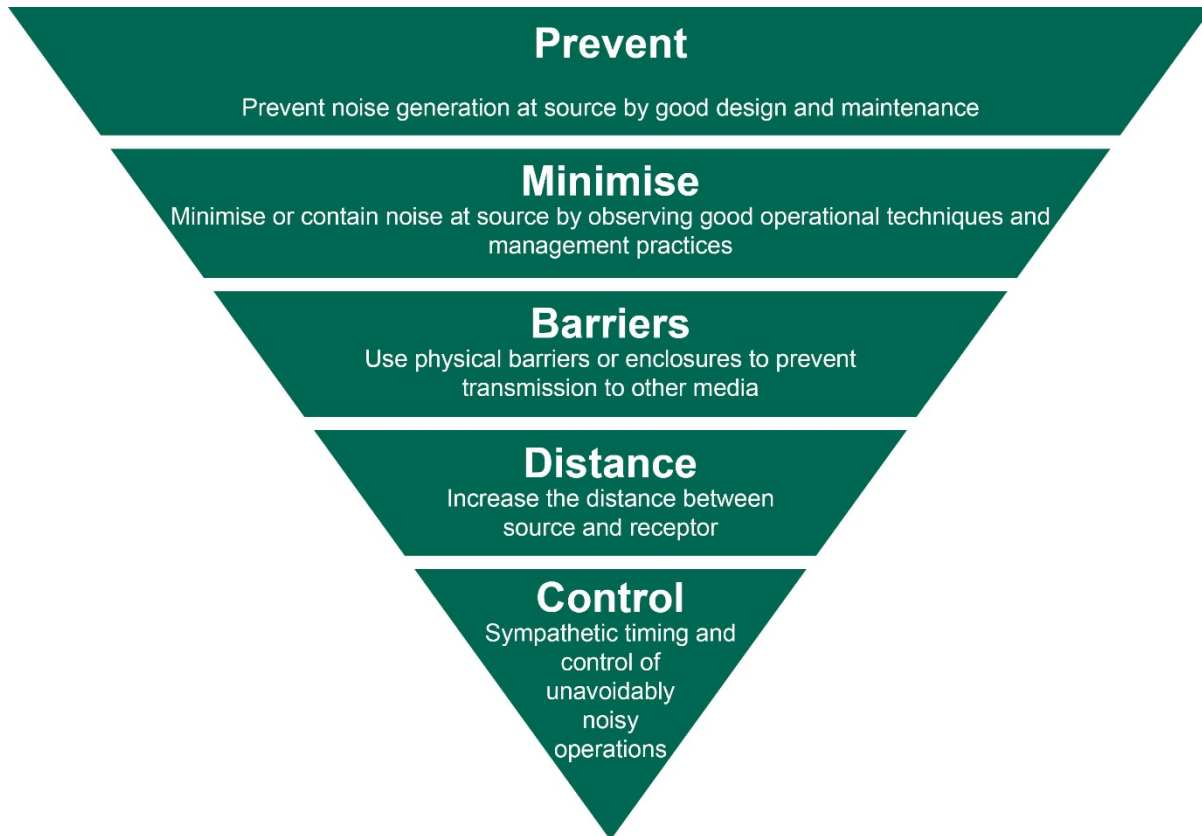 Prevent
Prevent noise generation at source by good design and maintenance
Minimise
Minimise or contain noise at source by observing good operational techniques and
management practices
Barriers
Use physical barriers or enclosures to prevent
transmission to other media
Distance
Increase the distance between
source and receptor
Control
Sympathetic timing and
control of
unavoidably
noisy
operations